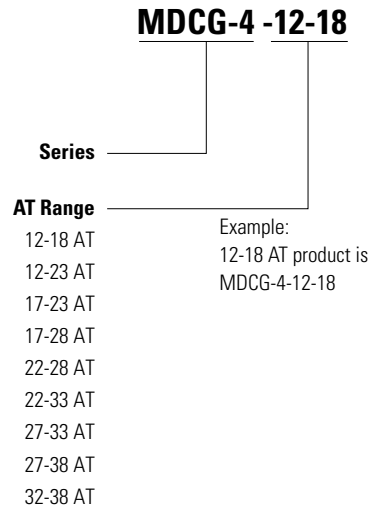 MDCG-4 -12-18
Series
AT Range
12-18 AT
12-23 AT
17-23 AT
17-28 AT
22-28 AT
22-33 AT
27-33 AT
27-38 AT
32-38 AT
Example:
12-18 AT product is
MDCG-4-12-18